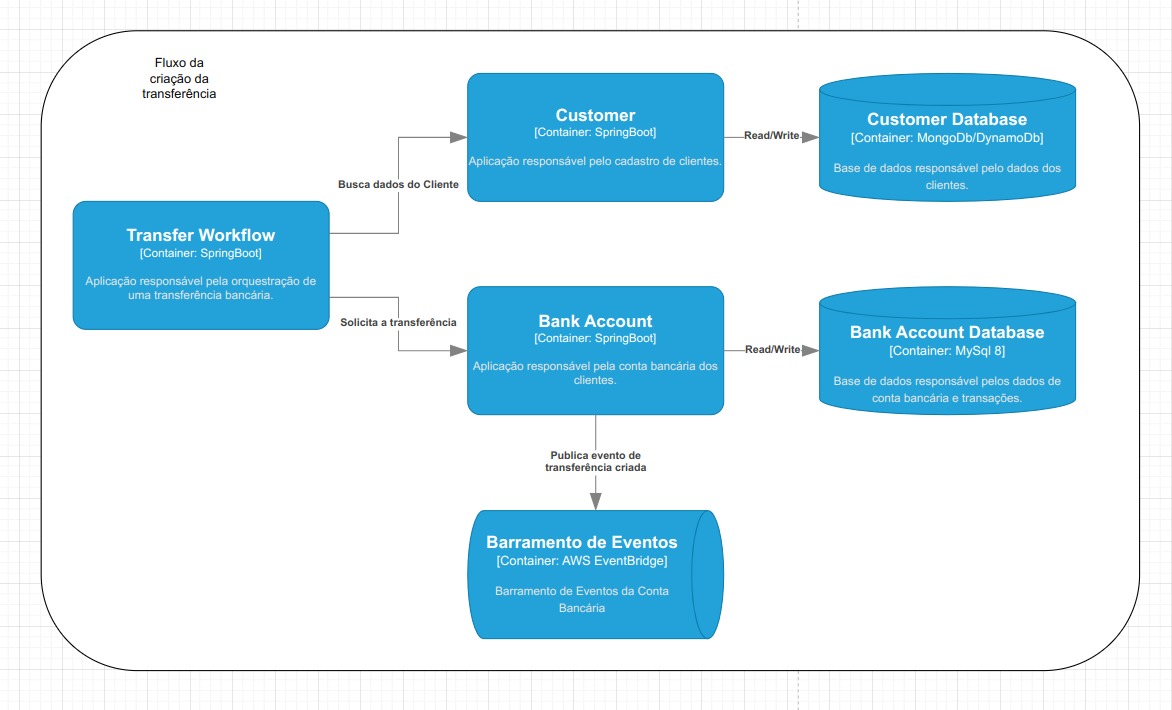 Fluxo da
criação da
transferência
Customer
[Container: SpringBoot]
Aplicação responsável pelo cadastro de clientes.
Read/Write
Customer Database
[Container: MongoDb/DynamoDb]
Base de dados responsável pelo dados dos
clientes.
Busca dados do Cliente
Transfer Workflow
[Container: SpringBoot]
Aplicação responsável pela orquestração de
uma transferência bancária.
Solicita a transferência
Bank Account
[Container: SpringBoot]
Aplicação responsável pela conta bancária dos
clientes.
Read/Write
Bank Account Database
[Container: MySql 8]
Base de dados responsável pelos dados de
conta bancária e transações.
Publica evento de
transferência criada
Barramento de Eventos
[Container: AWS EventBridge]
Barramento de Eventos da Conta
Bancária